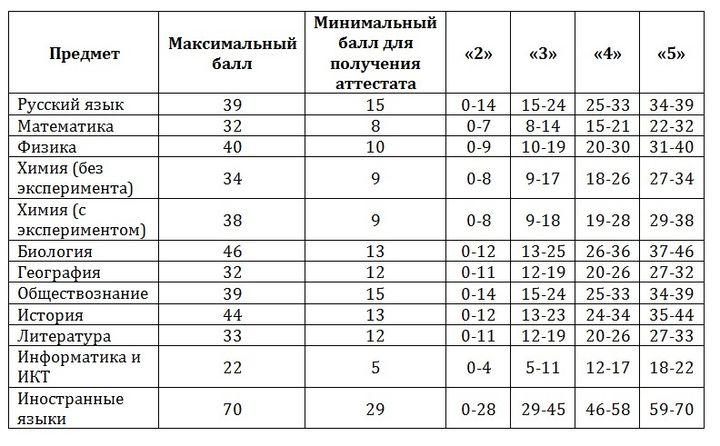 Предмет Максимальный балл Минимальный балл для получения аттестата «2» «3» «4» «5»
Русский язык 39 15 0-14 15-24 25-33 34-39
Математика 32 8 0-7 8-14 15-21 22-32
Физика 40 10 0-9 10-19 20-30 31-40
Химия (без эксперимента) 34 9 0-8 9-17 18-26 27-34
Химия (с экспериментом) 38 9 0-8 9-18 19-28 29-38
Биология 46 13 0-12 13-25 26-36 37-46
География 32 12 0-11 12-19 20-26 27-32
Обществознание 39 15 0-14 15-24 25-33 34-39
История 44 13 0-12 13-23 24-34 35-44
Литература 33 12 0-11 12-19 20-26 27-33
Информатика и ИКТ 22 5 0-4 5-11 12-17 18-22
Иностранные языки 70 29 0-28 29-45 46-58 59-70